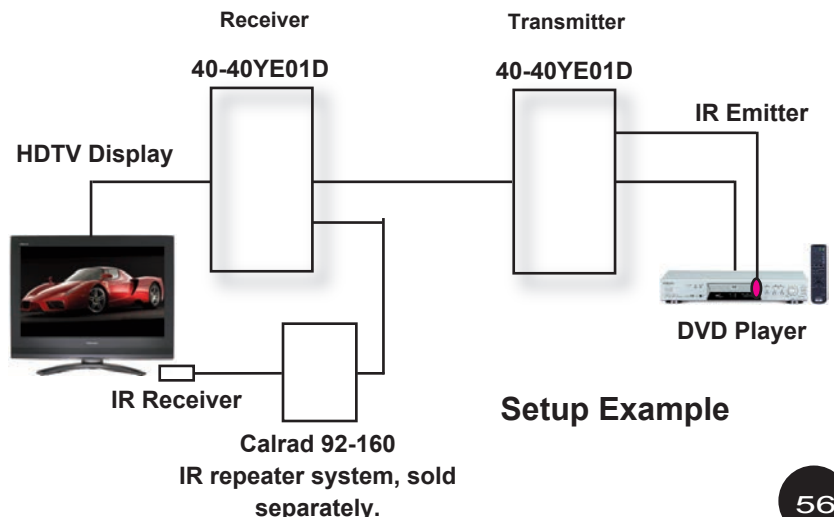 Receiver
Transmitter
40-40YE01D
40-40YE01D
IR Emitter
HDTV Display
DVD Player
IR Receiver
Setup Example
Calrad 92-160
IR repeater system, sold
separately.
56